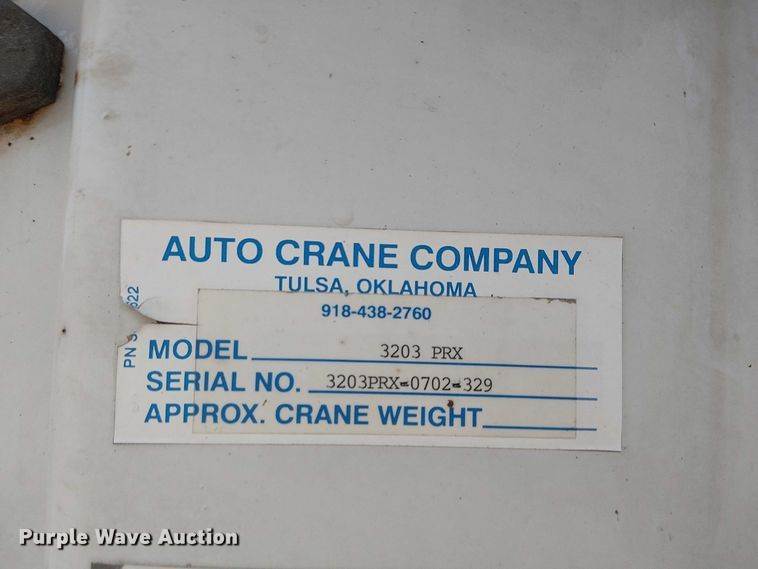 AUTO CRANE COMPANY
TULSA, OKLAHOMA
918-438-2760
MODEL 3203 PRX
SERIAL NO. 3203PRX-0702-329
APPROX. CRANE WEIGHT
PN
Purple Wave Auction